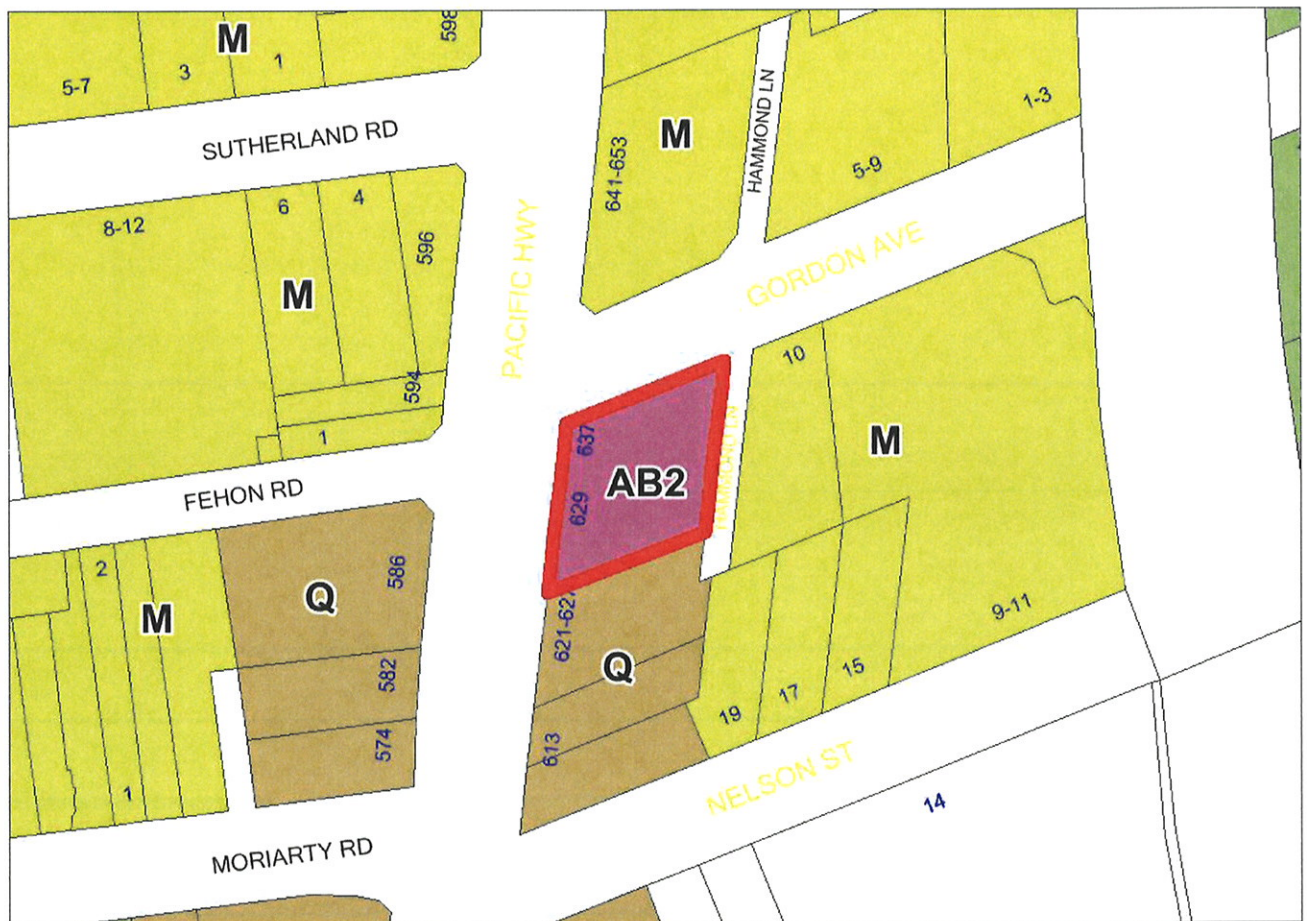 M
598
5-7
3
1
SUTHERLAND RD
HAMMOND LN
M
641-653
1-3
5-9
8-12
6
4
596
M
PACIFIC HWY
GORDON AVE
594
1
10
637
AB2
629
HAMMOND LN
M
FEHON RD
2
M
586
Q
621-627
9-11
582
Q
15
17
19
574
613
1
NELSON ST
14
MORIARTY RD